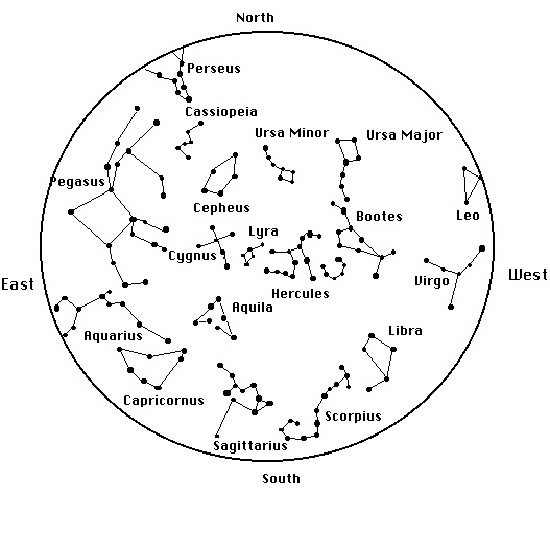 North
Perseus
Cassiopeia
Ursa Minor
Ursa Major
Pegasus
Cepheus
Leo
Bootes
Lyra
Cygnus
East
West
Virgo
Hercules
Aquila
Aquarius
Libra
Capricornus
Scorpius
Sagittarius
South